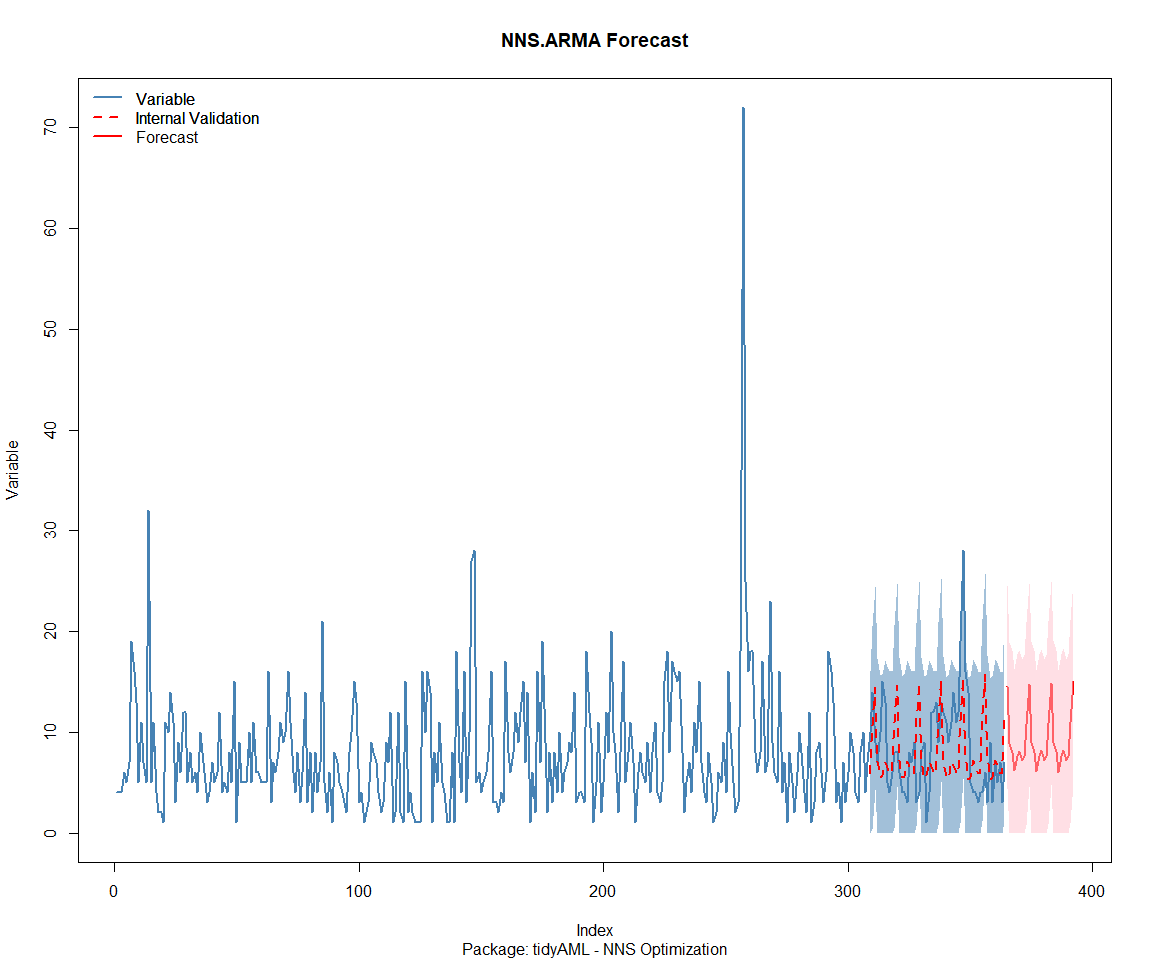 NNS.ARMA Forecast
Variable
Internal Validation
Forecast
Variable
70
60
50
40
30
20
10
0
0
100
200
300
400
Index
Package: tidyAML - NNS Optimization